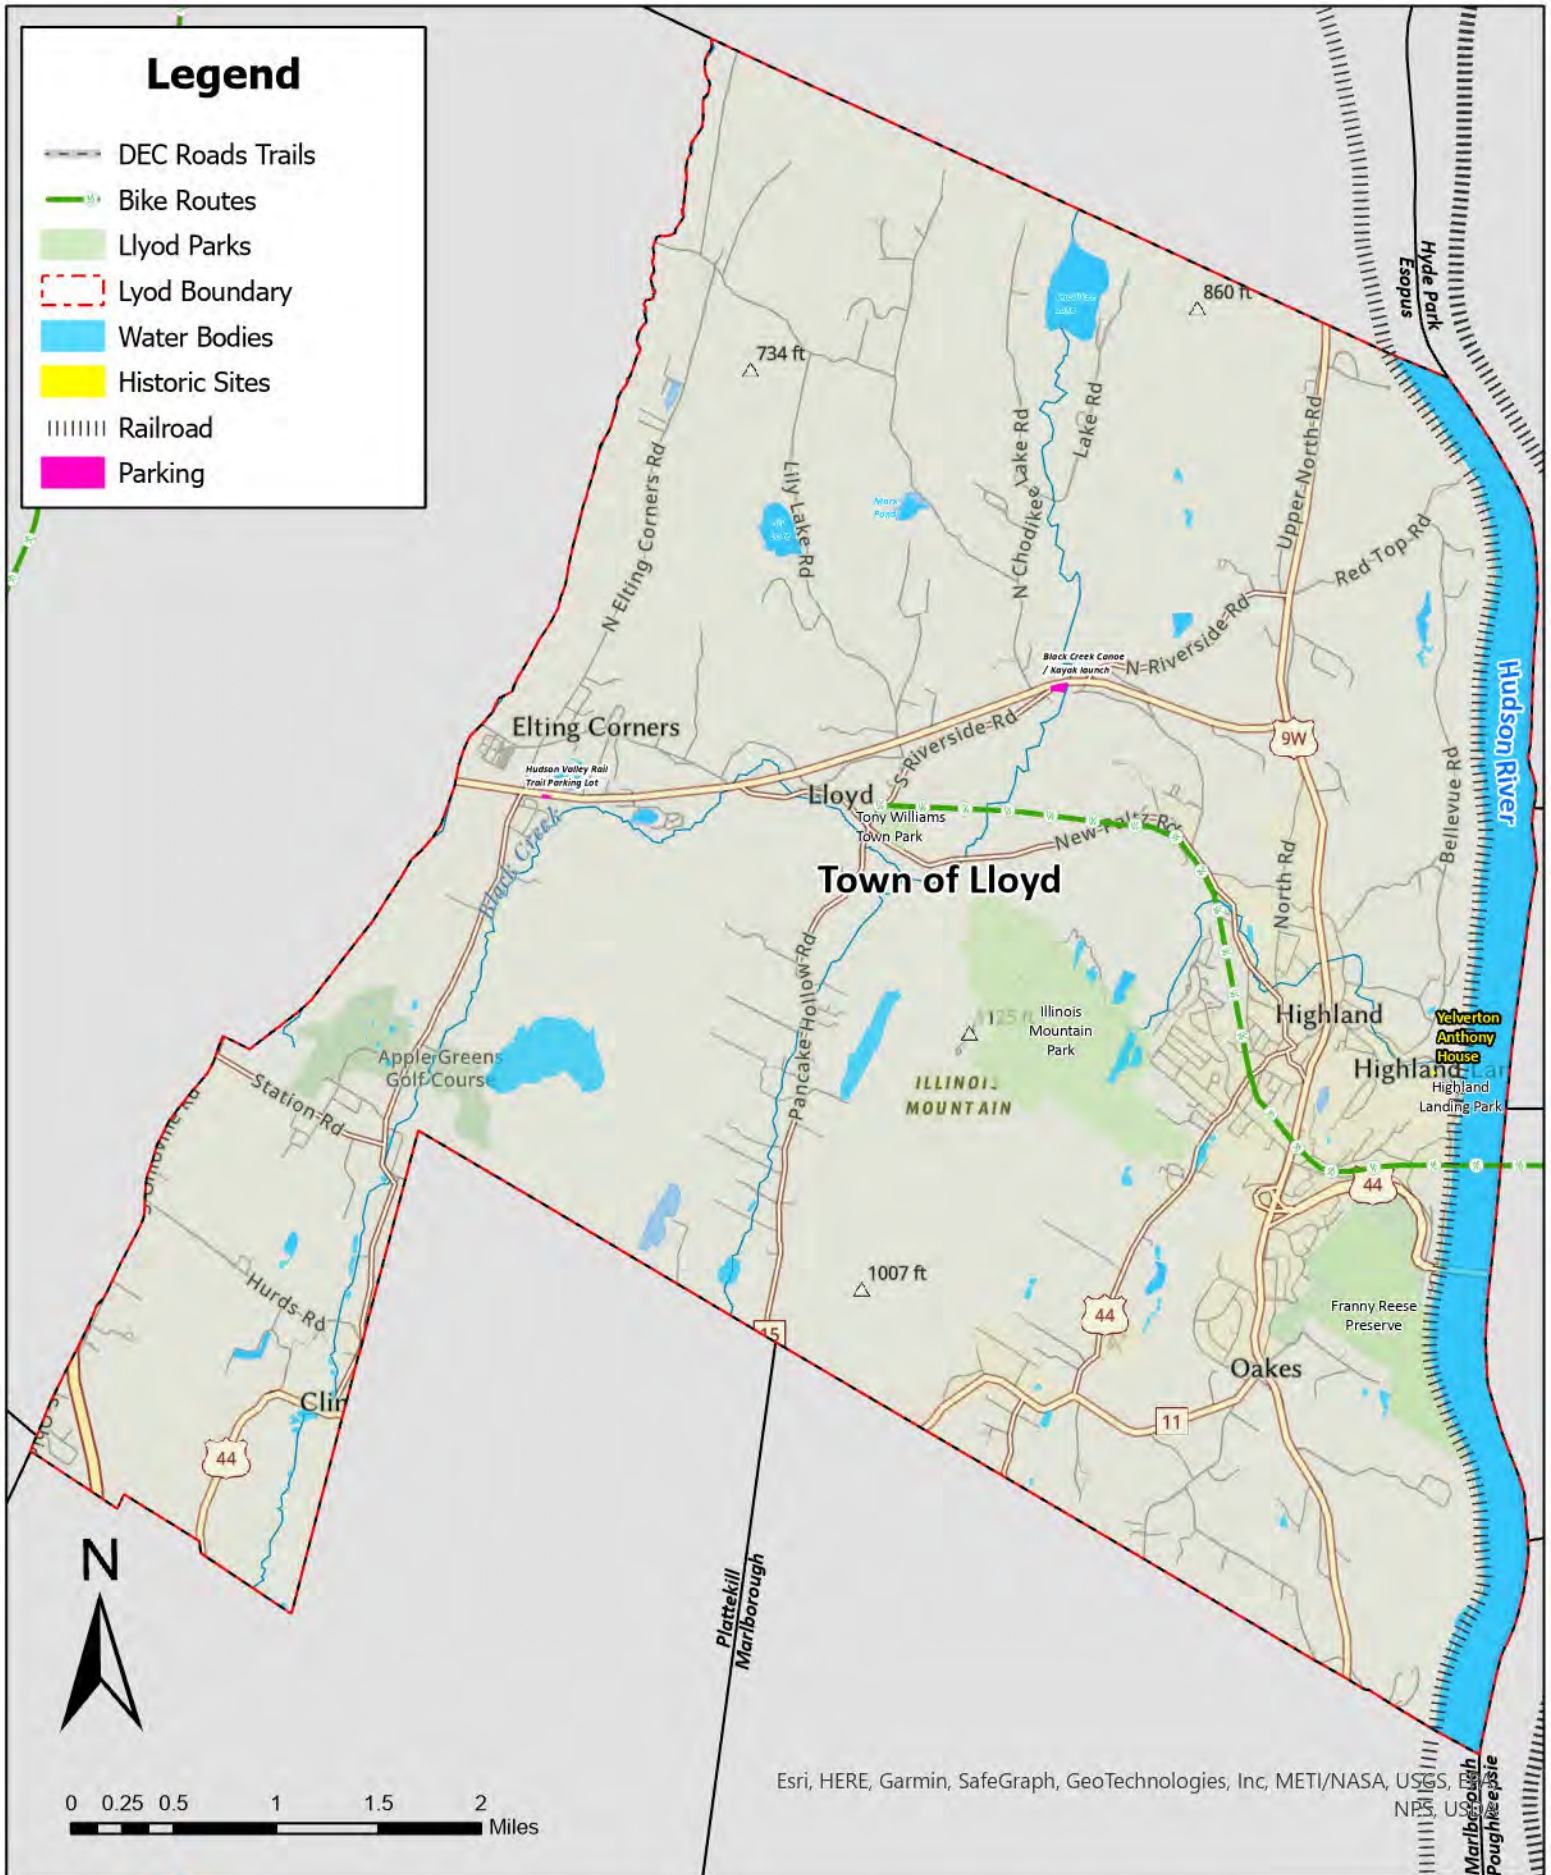 Legend
DEC Roads Trails
Bike Routes
Llyod Parks
Lyod Boundary
Water Bodies
Historic Sites
Railroad
Parking
Hyde Park
Esopus
860 ft
734 ft
Chodikee
Lake
Lake Rd
N Chodikee Lake Rd
Upper North Rd
Red Top Rd
N Elting Corners Rd
Lily Lake Rd
Pond
N Riverside Rd
Black Creek Canoe
/ Kayak launch
Hudson River
Elting Corners
9W
S Riverside Rd
Hudson Valley Rail
Trail Parking Lot
Lloyd
Tony Williams
Town Park
New Paltz Rd
Bellevue Rd
North Rd
Black Creek
Town of Lloyd
Pancake Hollow Rd
1125 ft
Illinois
Mountain
Park
Highland
Yelverton
Anthony
House
Highland Lan
Highland
Landing Park
Apple Greens
Golf Course
ILLINOIS
MOUNTAIN
Station Rd
44
Hurds Rd
1007 ft
Franny Reese
Preserve
44
15
Oakes
Clin
11
44
N
Plattekill
Marlborough
Esri, HERE, Garmin, SafeGraph, GeoTechnologies, Inc, METI/NASA, USGS, EPA,
NPS, USDA
Marlborough
Poughkeepsie
0 0.25 0.5 1 1.5 2
Miles